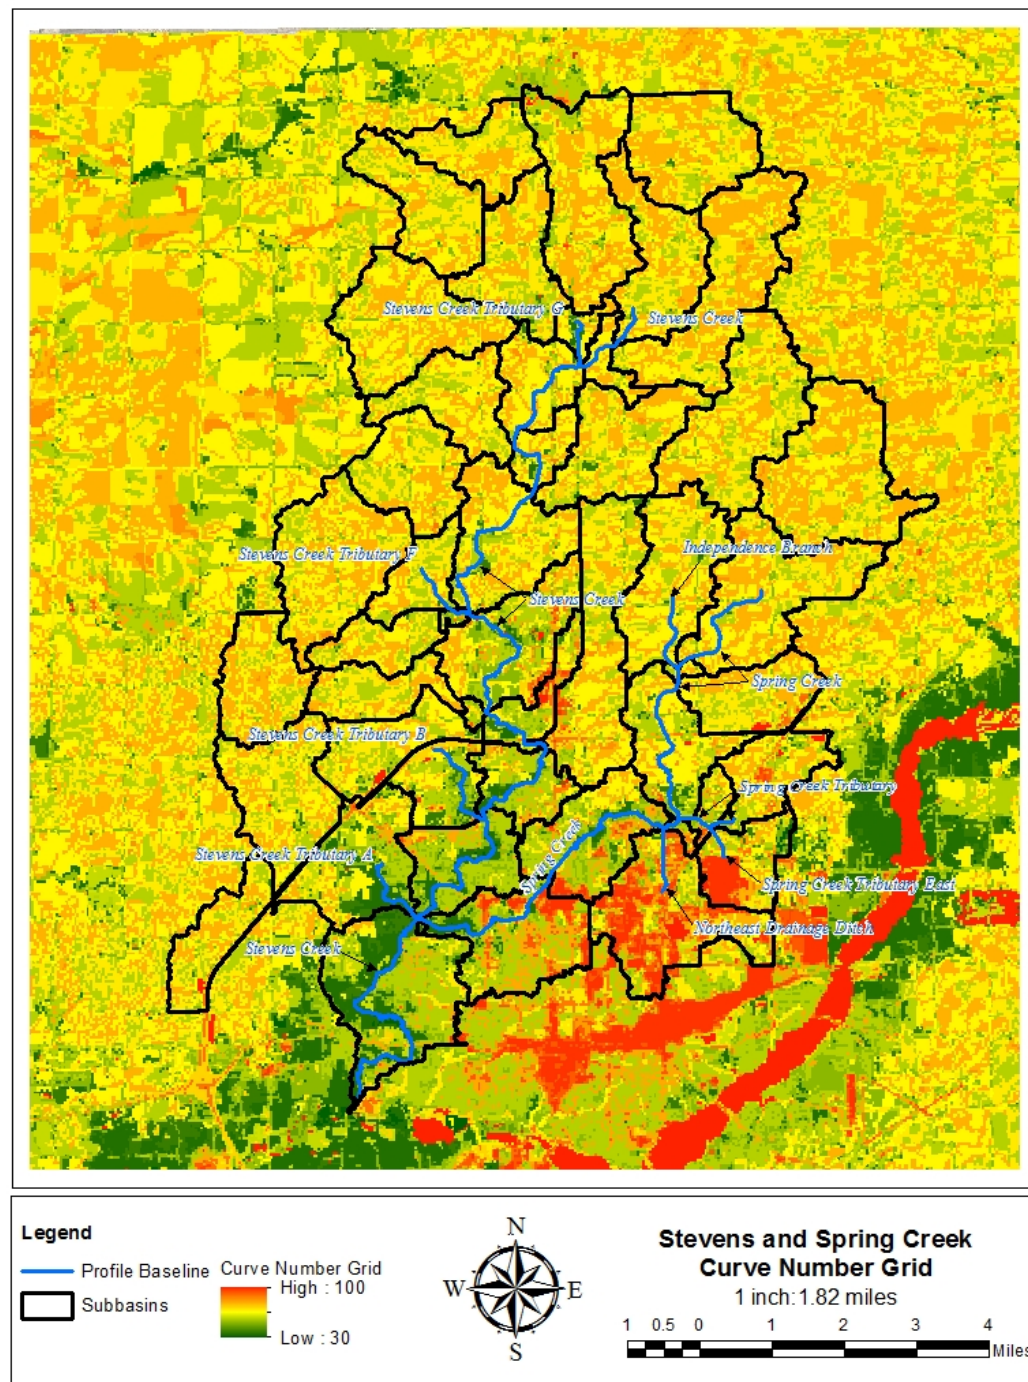 Stevens Creek Tributary G
Stevens Creek
Stevens Creek Tributary F
Independence Branch
Stevens Creek
Spring Creek
Stevens Creek Tributary B
Spring Creek Tributary
Spring Creek
Stevens Creek Tributary A
Spring Creek Tributary East
Northeast Drainage Ditch
Stevens Creek
Legend
Profile Baseline
Subbasins
Curve Number Grid
High : 100
Low : 30
N
W E
S
Stevens and Spring Creek
Curve Number Grid
1 inch:1.82 miles
1 0.5 0 1 2 3 4
Miles